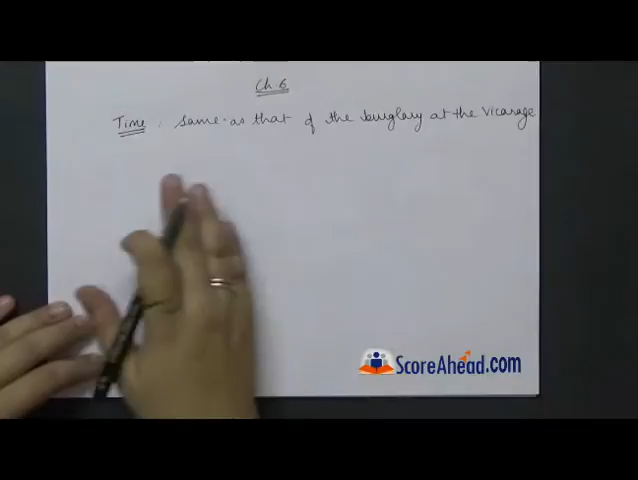 Ch 6
Time : same as that of the burglary at the vicarage
ScoreAhead.com